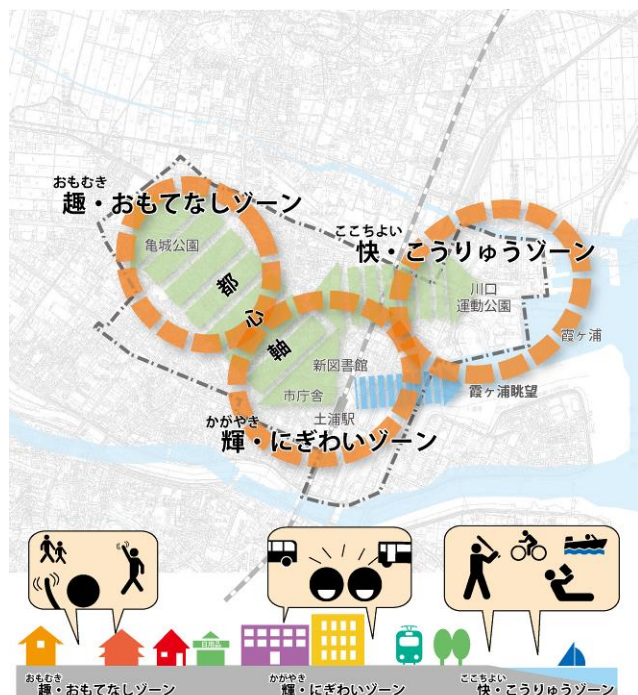 おもむき
趣・おもてなしゾーン
亀城公園
ここちよい
快・こうりゅうゾーン
都心軸
川口
運動公園
霞ヶ浦
新図書館
市庁舎
霞ヶ浦眺望
土浦駅
かがやき
輝・にぎわいゾーン
日用品
おもむき
趣・おもてなしゾーン
かがやき
輝・にぎわいゾーン
ここちよい
快・こうりゅうゾーン